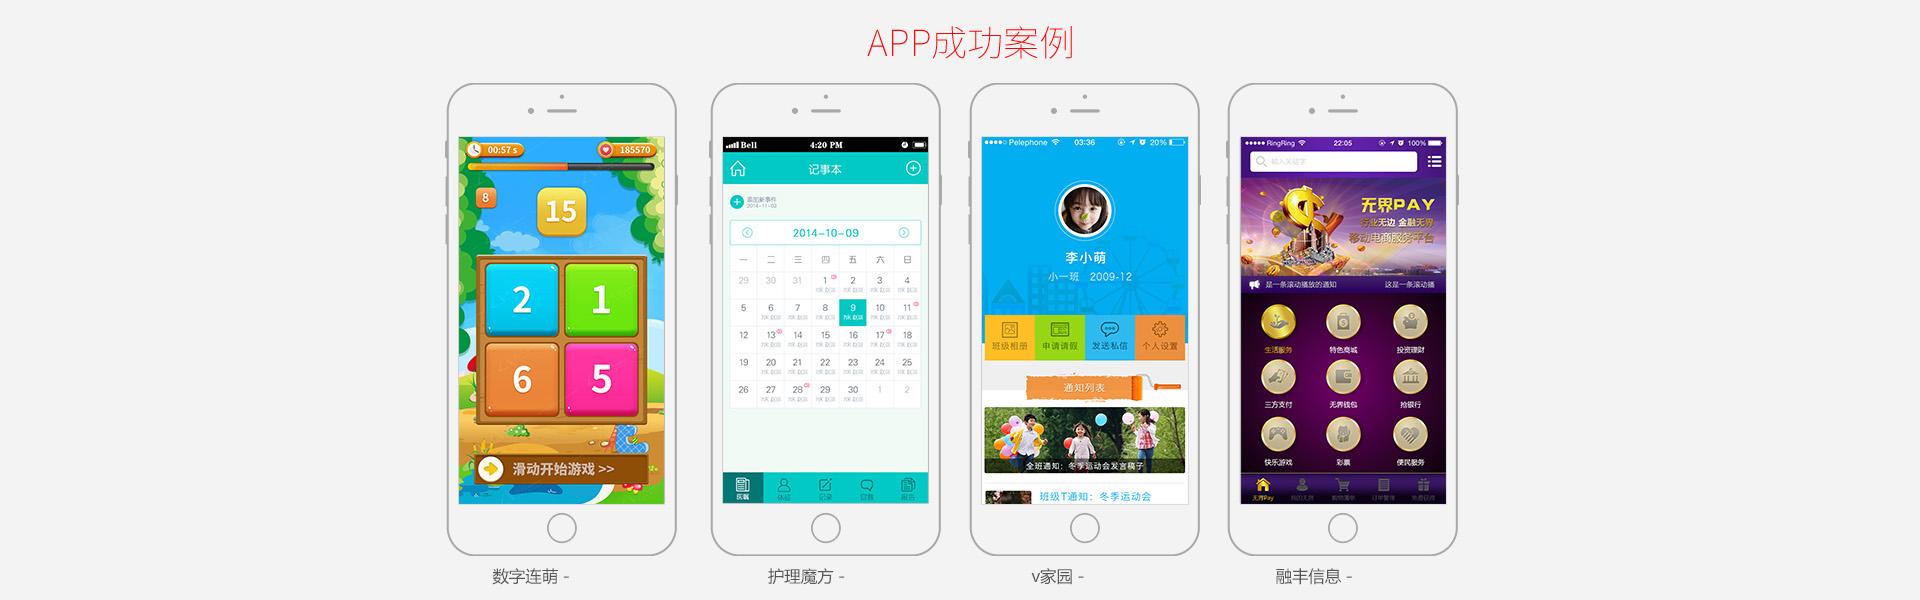 APP成功案例
00:57 s
185570
8
15
2
1
6
5
滑动开始游戏 >>
数字连萌 -
Bell
4:20 PM
记事本
添加新事件
2014-11-03
2014-10-09
一 二 三 四 五 六 日
29 30 31 1 2 3 4
5 6 7 8 9 10 11
12 13 14 15 16 17 18
19 20 21 22 23 24 25
26 27 28 29 30 1 2
医嘱 体征 记录 宣教 报告
护理魔方 -
Pelephone
03:36
20%
李小萌
小一班 2009-12
班级相册 申请请假 发送私信 个人设置
通知列表
全班通知：冬季运动会发言稿子
班级T通知：冬季运动会
v家园 -
RingRing
22:05
100%
输入关键字
无界PAY
行业无边 金融无界
移动电商服务平台
是一条滚动播放的通知
这是一条滚动播
生活服务 特色商城 投资理财
三方支付 无界钱包 抢银行
快乐游戏 彩票 便民服务
无界Pay 我的无界 购物清单 订单管理 免费获得
融丰信息 -